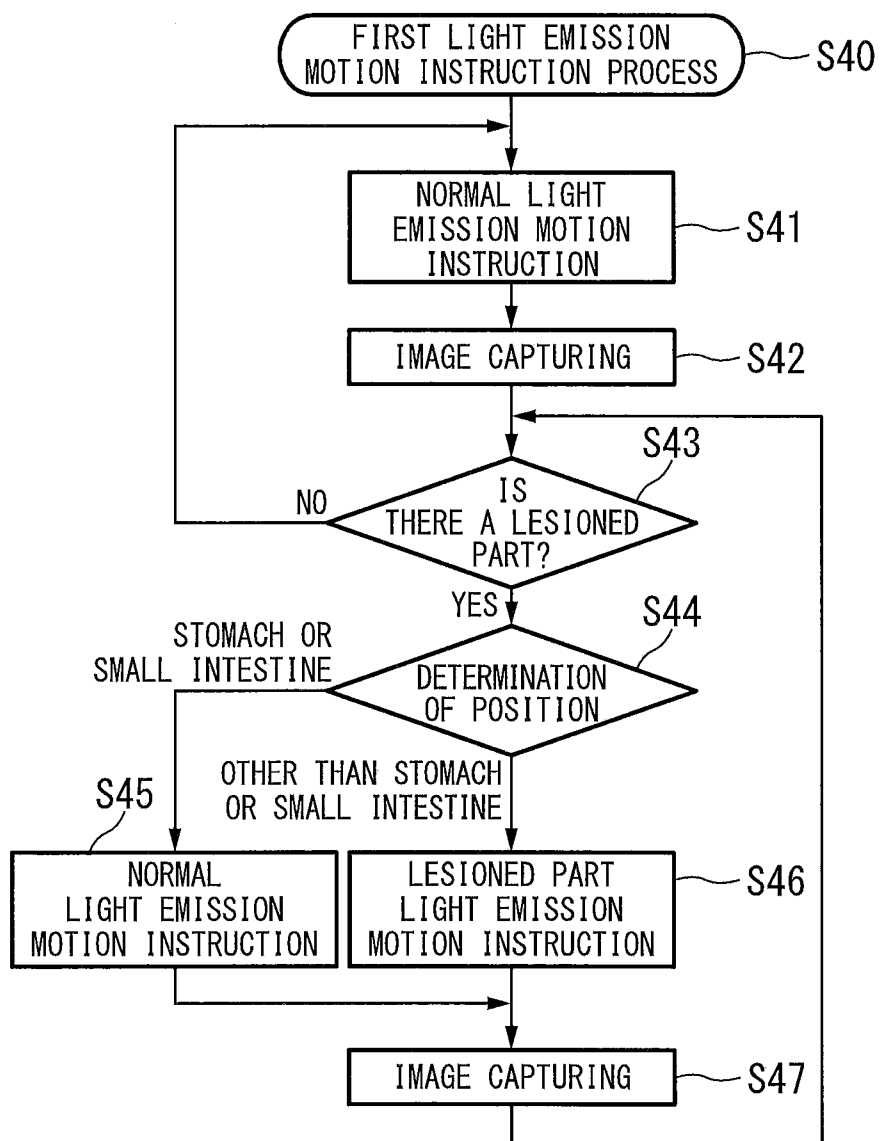 FIRST LIGHT EMISSION
MOTION INSTRUCTION PROCESS
S40
NORMAL LIGHT
EMISSION MOTION
INSTRUCTION
S41
IMAGE CAPTURING
S42
S43
IS
THERE A LESIONED
PART?
NO
YES
S44
STOMACH OR
SMALL INTESTINE
DETERMINATION
OF POSITION
OTHER THAN STOMACH
OR SMALL INTESTINE
S45
NORMAL
LIGHT EMISSION
MOTION INSTRUCTION
LESIONED PART
LIGHT EMISSION
MOTION INSTRUCTION
S46
IMAGE CAPTURING
S47